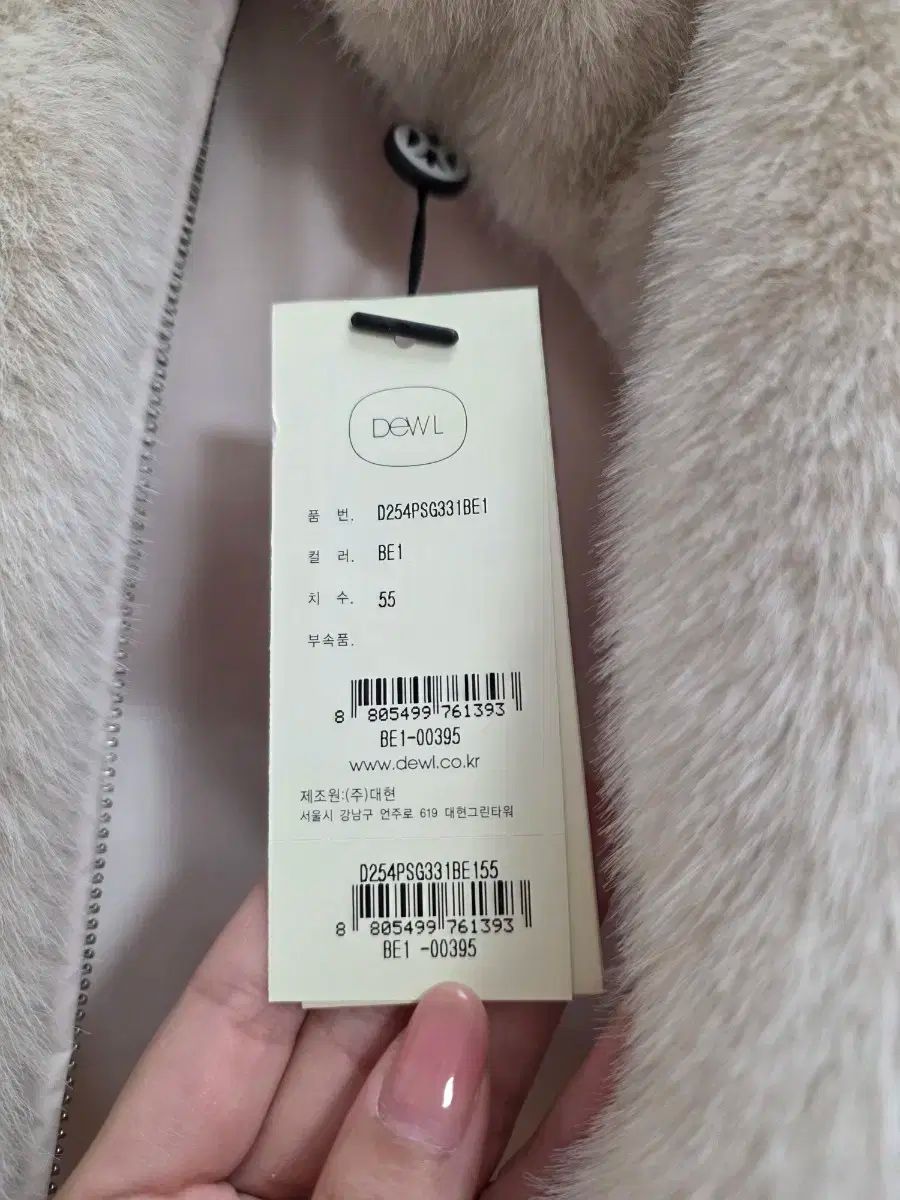 DEWL
품 번. D254PSG331BE1
컬 러. BE1
치 수. 55
부속품.
8 805499 761393
BE1-00395
www.dewl.co.kr
제조원:(주)대현
서울시 강남구 언주로 619 대현그린타워
D254PSG331BE155
8 805499 761393
BE1 -00395